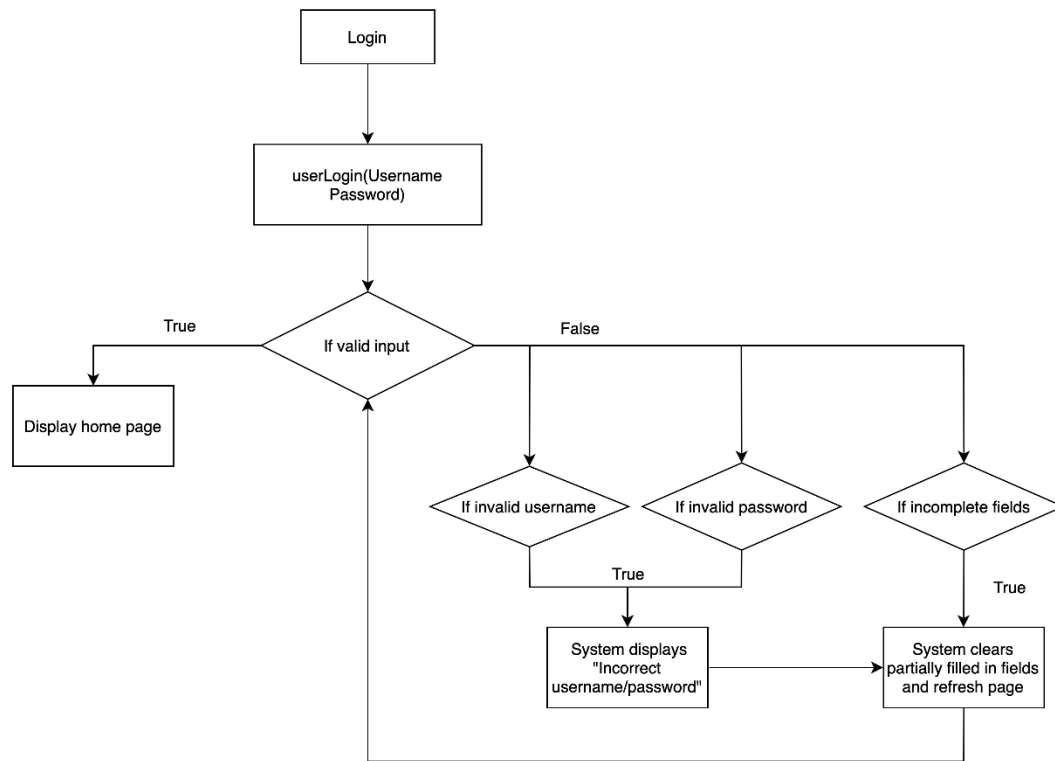 Login
userLogin(Username
Password)
True
If valid input
False
Display home page
If invalid username
If invalid password
If incomplete fields
True
True
System displays
"Incorrect
username/password"
System clears
partially filled in fields
and refresh page